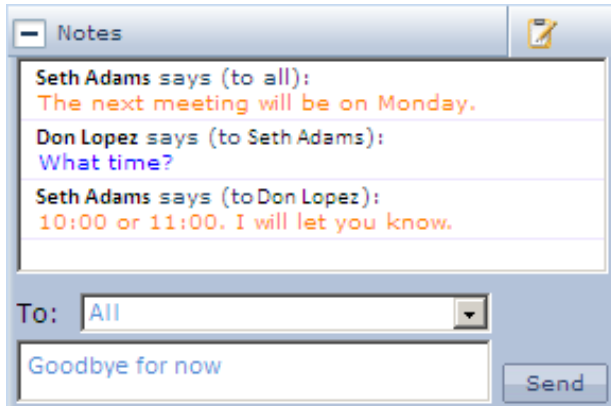 Notes
Seth Adams says (to all):
The next meeting will be on Monday.
Don Lopez says (to Seth Adams):
What time?
Seth Adams says (to Don Lopez):
10:00 or 11:00. I will let you know.
To: All
Goodbye for now
Send